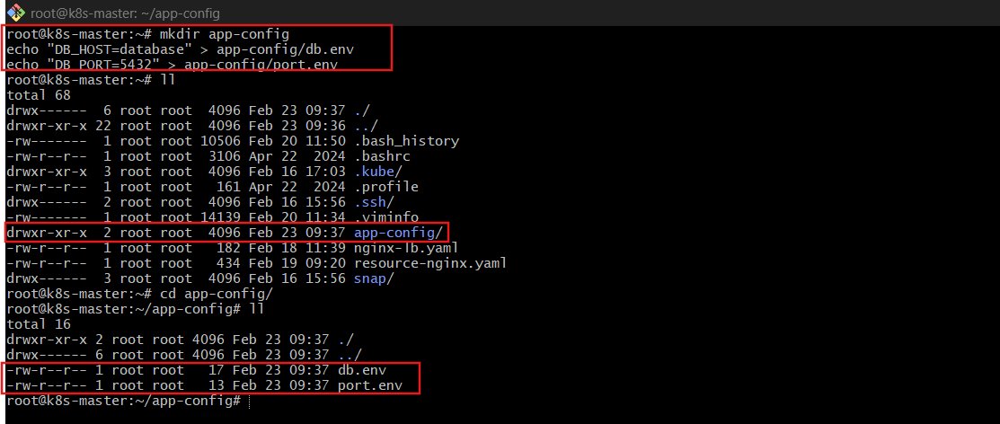 root@k8s-master: ~/app-config
root@k8s-master:~# mkdir app-config
echo "DB_HOST=database" > app-config/db.env
echo "DB_PORT=5432" > app-config/port.env
root@k8s-master:~# ll
total 68
drwx------  6 root root  4096 Feb 23 09:37 ./
drwxr-xr-x 22 root root  4096 Feb 23 09:36 ../
-rw-------  1 root root 10506 Feb 20 11:50 .bash_history
-rw-r--r--  1 root root  3106 Apr 22  2024 .bashrc
drwxr-xr-x  3 root root  4096 Feb 16 17:03 .kube/
-rw-r--r--  1 root root   161 Apr 22  2024 .profile
drwx------  2 root root  4096 Feb 16 15:56 .ssh/
-rw-------  1 root root 14139 Feb 20 11:34 .viminfo
drwxr-xr-x  2 root root  4096 Feb 23 09:37 app-config/
-rw-r--r--  1 root root   182 Feb 18 11:39 nginx-lb.yaml
-rw-r--r--  1 root root   434 Feb 19 09:20 resource-nginx.yaml
drwx------  3 root root  4096 Feb 16 15:56 snap/
root@k8s-master:~# cd app-config/
root@k8s-master:~/app-config# ll
total 16
drwxr-xr-x 2 root root 4096 Feb 23 09:37 ./
drwx------ 6 root root 4096 Feb 23 09:37 ../
-rw-r--r-- 1 root root   17 Feb 23 09:37 db.env
-rw-r--r-- 1 root root   13 Feb 23 09:37 port.env
root@k8s-master:~/app-config#